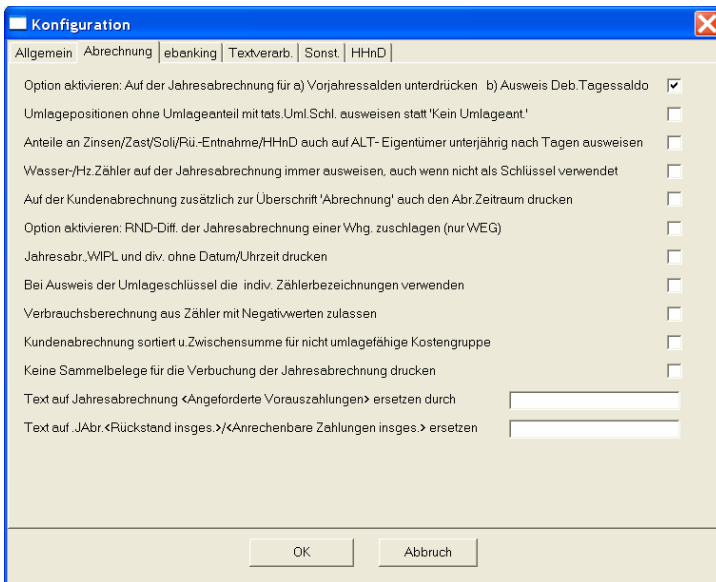 Konfiguration
Allgemein Abrechnung ebanking Textverarb. Sonst. HHnD
Option aktivieren: Auf der Jahresabrechnung für a) Vorjahressalden unterdrücken b) Ausweis Deb.Tagessaldo
Umlagepositionen ohne Umlageanteil mit tats.Uml.Schl. ausweisen statt 'Kein Umlageant.'
Anteile an Zinsen/Zast/Soli/Rü.-Entnahme/HHnD auch auf ALT- Eigentümer unterjährig nach Tagen ausweisen
Wasser-/Hz.Zähler auf der Jahresabrechnung immer ausweisen, auch wenn nicht als Schlüssel verwendet
Auf der Kundenabrechnung zusätzlich zur Überschrift 'Abrechnung' auch den Abr.Zeitraum drucken
Option aktivieren: RND-Diff. der Jahresabrechnung einer Whg. zuschlagen (nur WEG)
Jahresabr.,WIPL und div. ohne Datum/Uhrzeit drucken
Bei Ausweis der Umlageschlüssel die indiv. Zählerbezeichnungen verwenden
Verbrauchsberechnung aus Zähler mit Negativwerten zulassen
Kundenabrechnung sortiert u.Zwischensumme für nicht umlagefähige Kostengruppe
Keine Sammelbelege für die Verbuchung der Jahresabrechnung drucken
Text auf Jahresabrechnung <Angeforderte Vorauszahlungen> ersetzen durch
Text auf .JAbr.<Rückstand insges.>/<Anrechenbare Zahlungen insges.> ersetzen
OK Abbruch